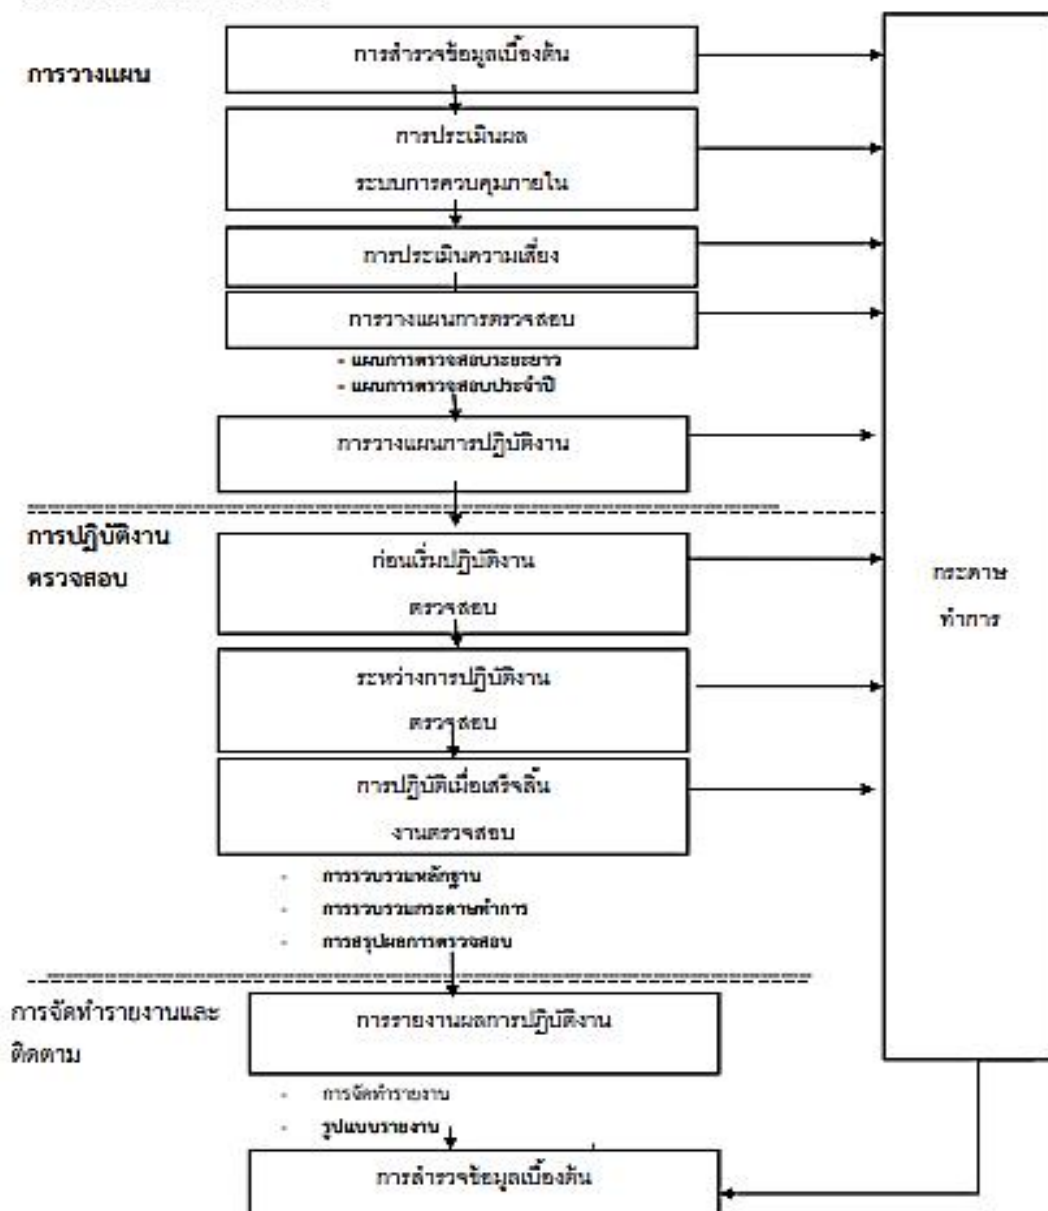 การสำรวจข้อมูลเบื้องต้น
การวางแผน
การประเมินผล
ระบบการควบคุมภายใน
การประเมินความเสี่ยง
การวางแผนการตรวจสอบ
- แผนการตรวจสอบระยะยาว
- แผนการตรวจสอบประจำปี
การวางแผนการปฏิบัติงาน
การปฏิบัติงาน
ตรวจสอบ
ก่อนเริ่มปฏิบัติงาน
ตรวจสอบ
ระหว่างการปฏิบัติงาน
ตรวจสอบ
การปฏิบัติเมื่อเสร็จสิ้น
งานตรวจสอบ
- การรวบรวมหลักฐาน
- การรวบรวมกระดาษทำการ
- การสรุปผลการตรวจสอบ
กระดาษ
ทำการ
การจัดทำรายงานและ
ติดตาม
การรายงานผลการปฏิบัติงาน
- การจัดทำรายงาน
- รูปแบบรายงาน
การสำรวจข้อมูลเบื้องต้น